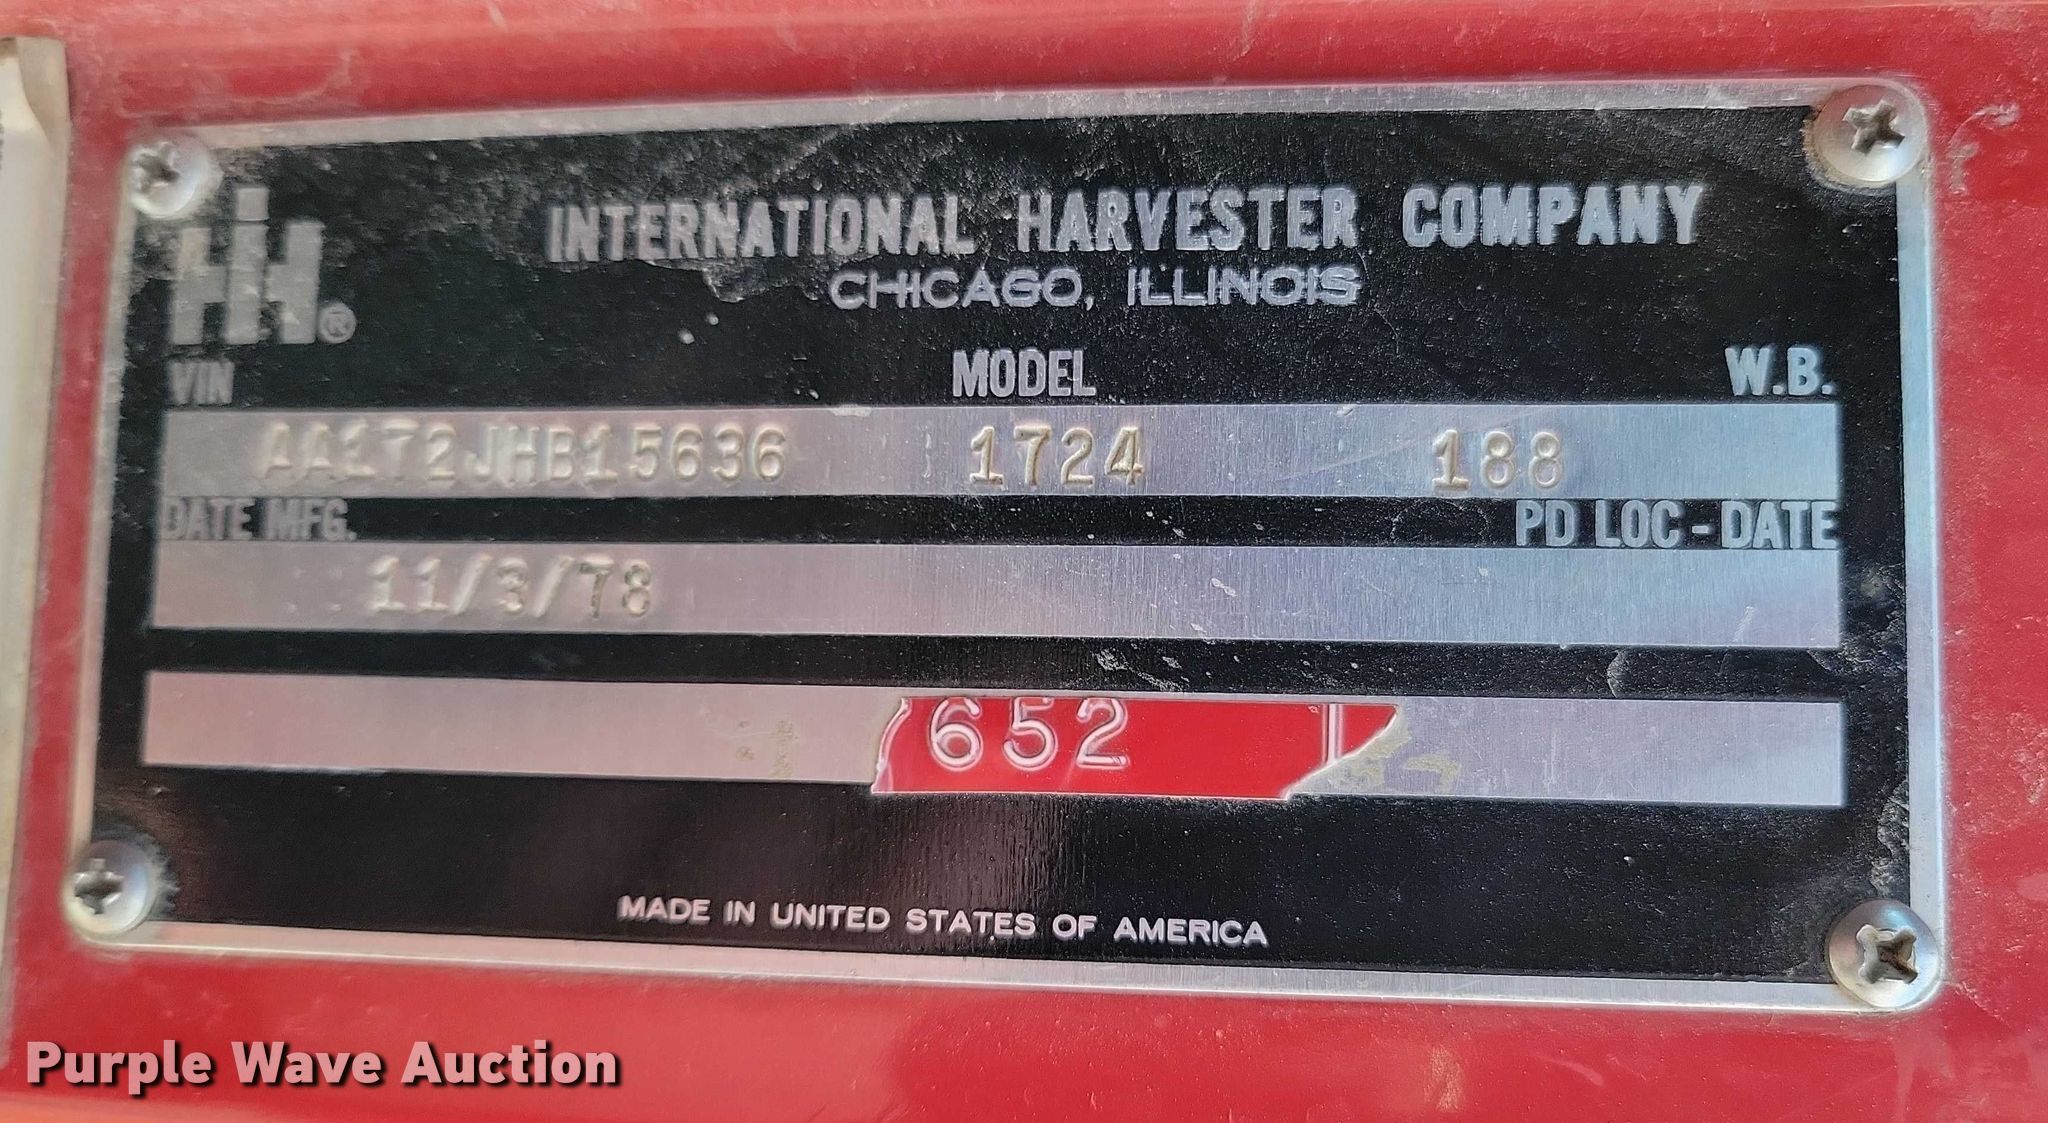 INTERNATIONAL HARVESTER COMPANY
CHICAGO, ILLINOIS
IH®
VIN MODEL W.B.
AA172JHB15636 1724 188
DATE MFG. PD LOC-DATE
11/3/78
652
MADE IN UNITED STATES OF AMERICA
Purple Wave Auction